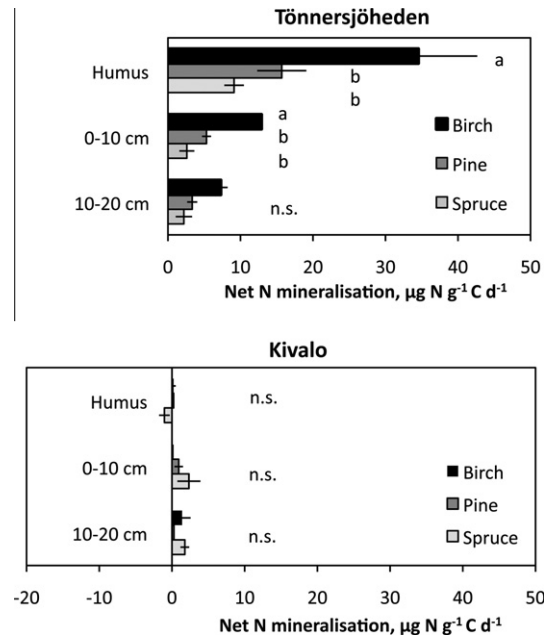 Tönnersjöheden
Humus
a
b
b
0-10 cm
a
b
b
10-20 cm
n.s.
Birch
Pine
Spruce
0 10 20 30 40 50
Net N mineralisation, µg N g⁻¹ C d⁻¹
Kivalo
Humus
n.s.
0-10 cm
n.s.
10-20 cm
n.s.
Birch
Pine
Spruce
-20 -10 0 10 20 30 40 50
Net N mineralisation, µg N g⁻¹ C d⁻¹